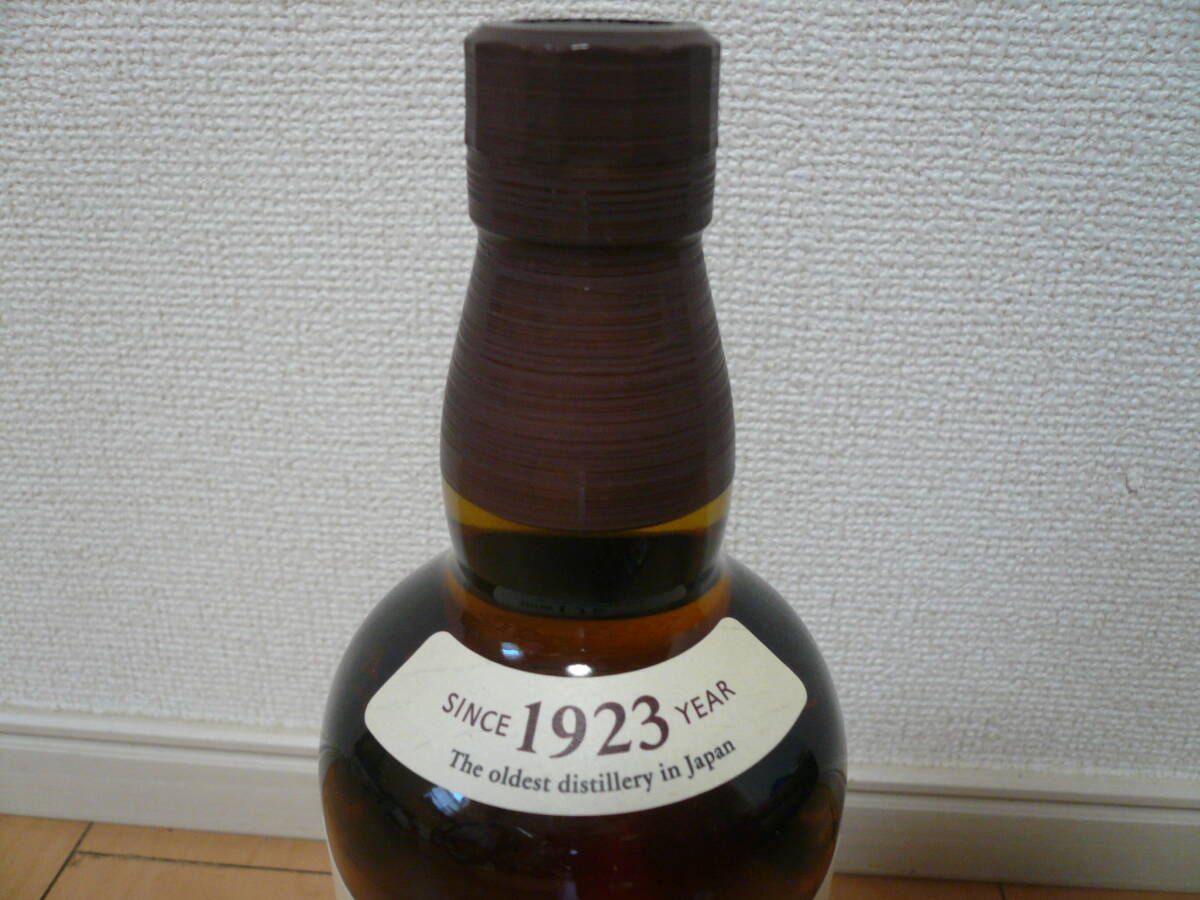 SINCE 1923 YEAR
The oldest distillery in Japan